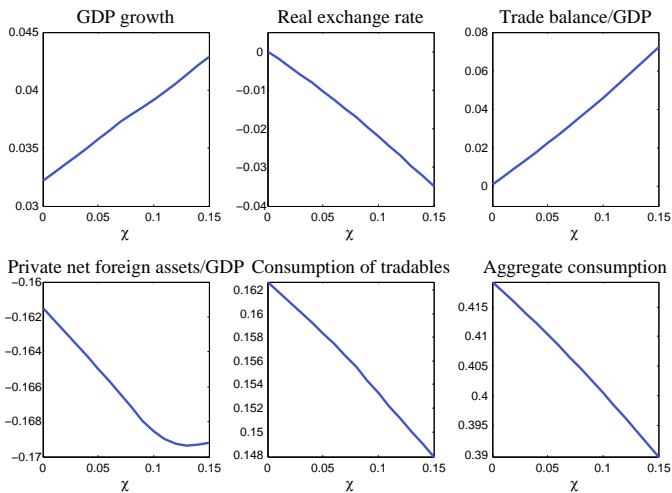 GDP growth
0.045
0.04
0.035
0.03
0 0.05 0.1 0.15
χ
Real exchange rate
0
−0.01
−0.02
−0.03
−0.04
0 0.05 0.1 0.15
χ
Trade balance/GDP
0.08
0.06
0.04
0.02
0
0 0.05 0.1 0.15
χ
Private net foreign assets/GDP
−0.16
−0.162
−0.164
−0.166
−0.168
−0.17
0 0.05 0.1 0.15
χ
Consumption of tradables
0.162
0.16
0.158
0.156
0.154
0.152
0.15
0.148
0 0.05 0.1 0.15
χ
Aggregate consumption
0.415
0.41
0.405
0.4
0.395
0.39
0 0.05 0.1 0.15
χ